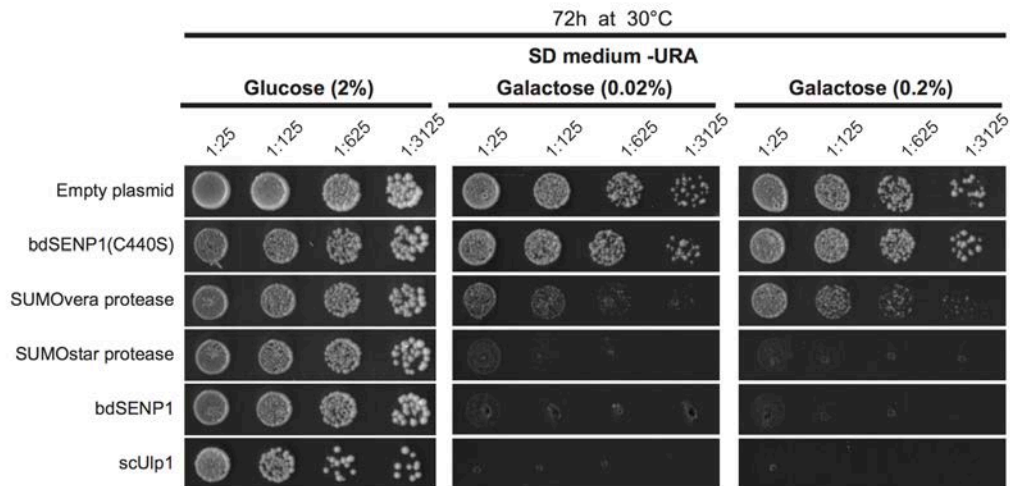 72h at 30°C
SD medium -URA
Glucose (2%) Galactose (0.02%) Galactose (0.2%)
1:25 1:125 1:625 1:3125 1:25 1:125 1:625 1:3125 1:25 1:125 1:625 1:3125
Empty plasmid
bdSENP1(C440S)
SUMOvera protease
SUMOstar protease
bdSENP1
scUlp1